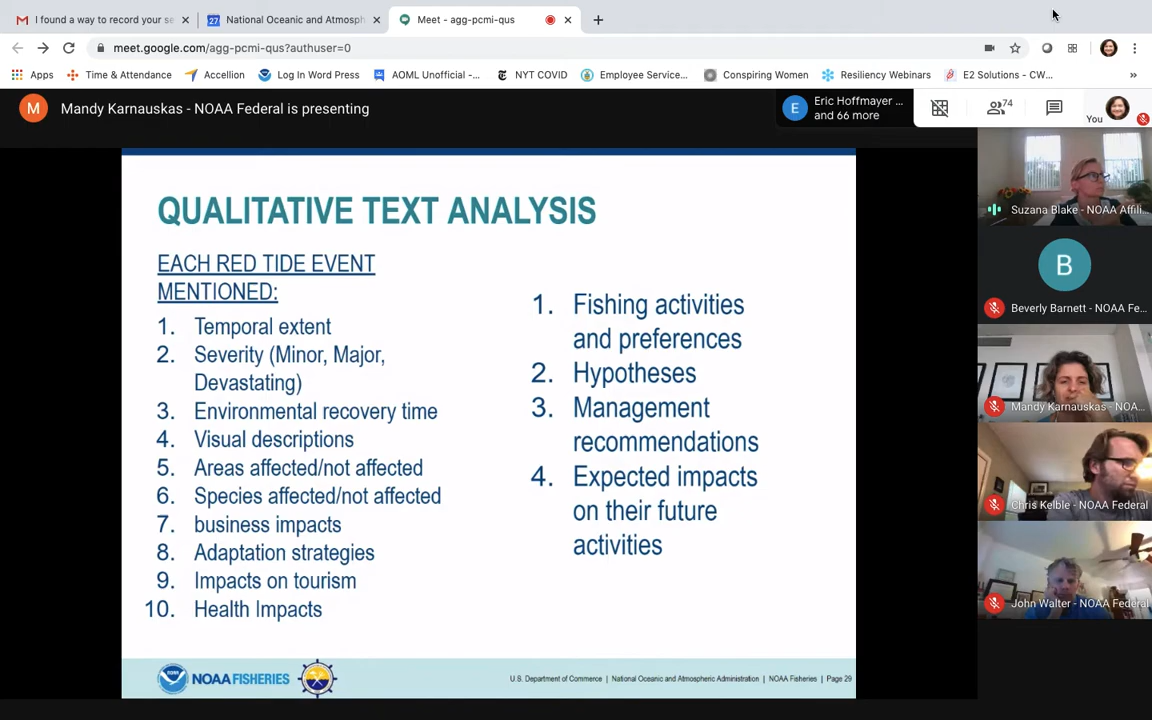 I found a way to record your se
27
National Oceanic and Atmosph
Meet - agg-pcmi-qus
meet.google.com/agg-pcmi-qus?authuser=0
Apps
Time & Attendance
Accellion
Log In Word Press
AOML Unofficial -...
NYT COVID
Employee Service...
Conspiring Women
Resiliency Webinars
E2 Solutions - CW...
»
M
Mandy Karnauskas - NOAA Federal is presenting
E
Eric Hoffmayer ...
and 66 more
74
You
QUALITATIVE TEXT ANALYSIS
EACH RED TIDE EVENT
MENTIONED:
1. Temporal extent
2. Severity (Minor, Major,
Devastating)
3. Environmental recovery time
4. Visual descriptions
5. Areas affected/not affected
6. Species affected/not affected
7. business impacts
8. Adaptation strategies
9. Impacts on tourism
10. Health Impacts
1. Fishing activities
and preferences
2. Hypotheses
3. Management
recommendations
4. Expected impacts
on their future
activities
NOAA FISHERIES
U.S. Department of Commerce | National Oceanic and Atmospheric Administration | NOAA Fisheries | Page 29
Suzana Blake - NOAA Affili...
B
Beverly Barnett - NOAA Fe...
Mandy Karnauskas - NOA...
Chris Kelble - NOAA Federal
John Walter - NOAA Federal